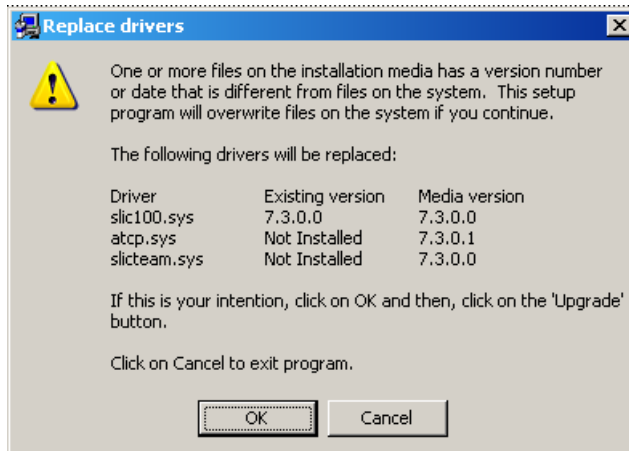 Replace drivers
One or more files on the installation media has a version number
or date that is different from files on the system. This setup
program will overwrite files on the system if you continue.
The following drivers will be replaced:
Driver Existing version Media version
slic100.sys 7.3.0.0 7.3.0.0
atcp.sys Not Installed 7.3.0.1
slicteam.sys Not Installed 7.3.0.0
If this is your intention, click on OK and then, click on the 'Upgrade'
button.
Click on Cancel to exit program.
OK Cancel